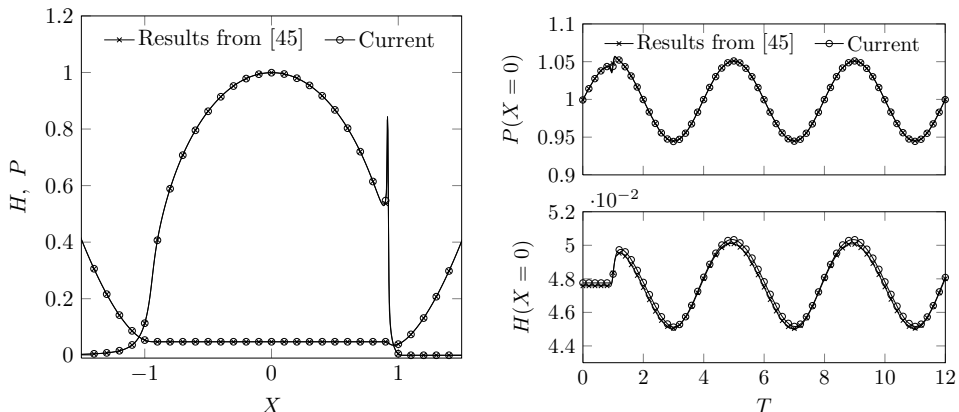 1.2
1
0.8
0.6
0.4
0.2
0
−1 0 1
X
H, P
Results from [45] Current
1.1
1.05
1
0.95
0.9
P(X = 0)
Results from [45] Current
·10−2
5.2
5
4.8
4.6
4.4
H(X = 0)
0 2 4 6 8 10 12
T